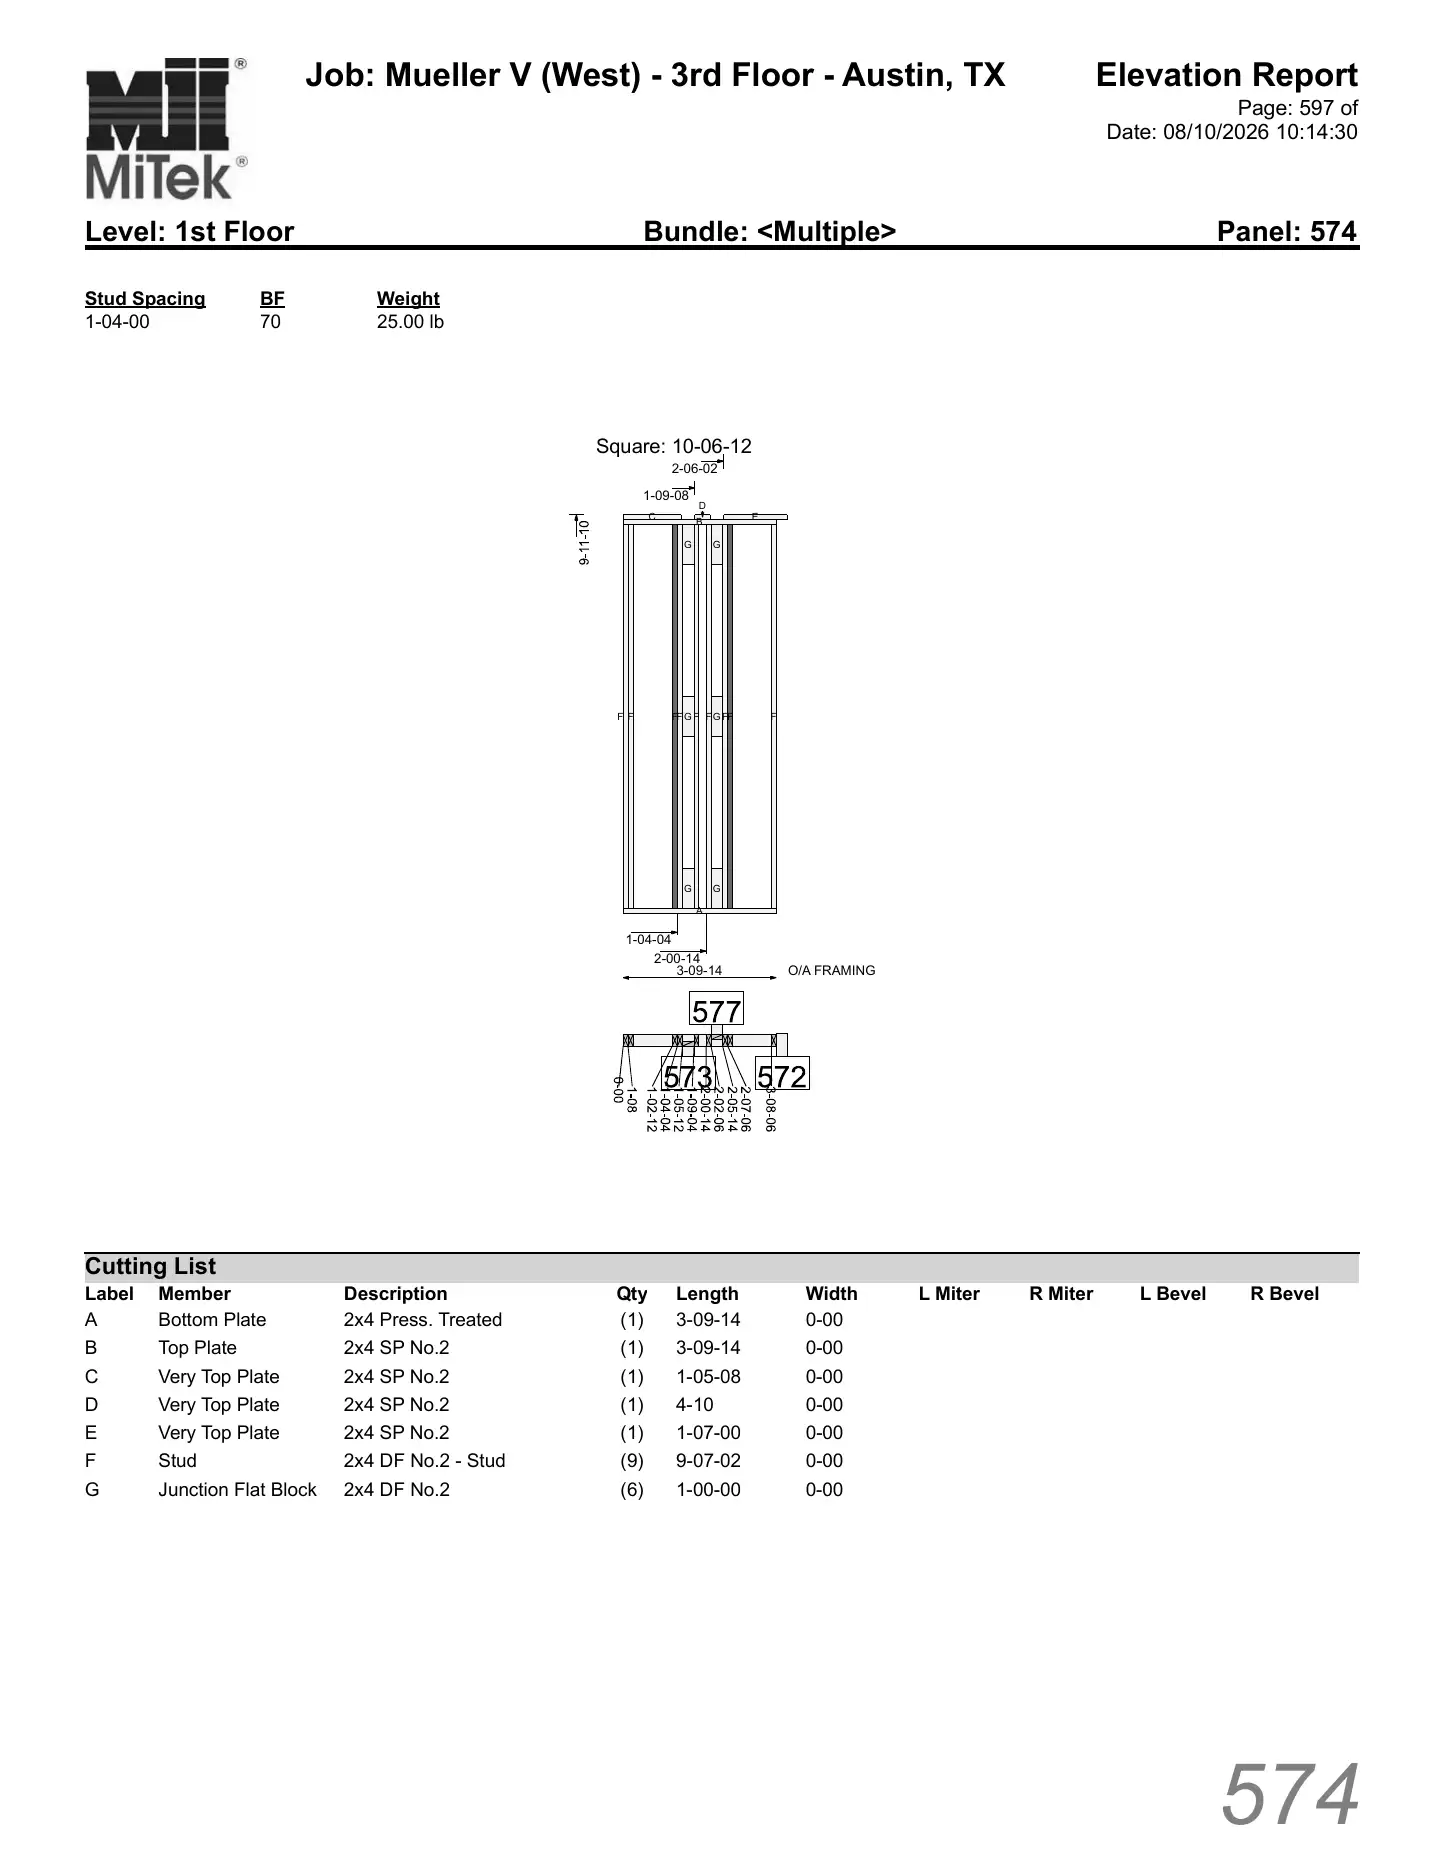 MiTek®
Job: Mueller V (West) - 3rd Floor - Austin, TX
Elevation Report
Page: 597 of
Date: 08/10/2026 10:14:30
Level: 1st Floor Bundle: <Multiple> Panel: 574
Stud Spacing BF Weight
1-04-00 70 25.00 lb
Square: 10-06-12
2-06-02
1-09-08
D
C B E
9-11-10
G G
F F F F G F F G F F F
G G
A
1-04-04
2-00-14
3-09-14 O/A FRAMING
577
573 572
0-00 1-08 1-02-12 1-04-04 1-05-12 1-09-04 2-00-14 2-02-06 2-05-14 2-07-06 3-08-06
Cutting List
Label Member Description Qty Length Width L Miter R Miter L Bevel R Bevel
A Bottom Plate 2x4 Press. Treated (1) 3-09-14 0-00
B Top Plate 2x4 SP No.2 (1) 3-09-14 0-00
C Very Top Plate 2x4 SP No.2 (1) 1-05-08 0-00
D Very Top Plate 2x4 SP No.2 (1) 4-10 0-00
E Very Top Plate 2x4 SP No.2 (1) 1-07-00 0-00
F Stud 2x4 DF No.2 - Stud (9) 9-07-02 0-00
G Junction Flat Block 2x4 DF No.2 (6) 1-00-00 0-00
574